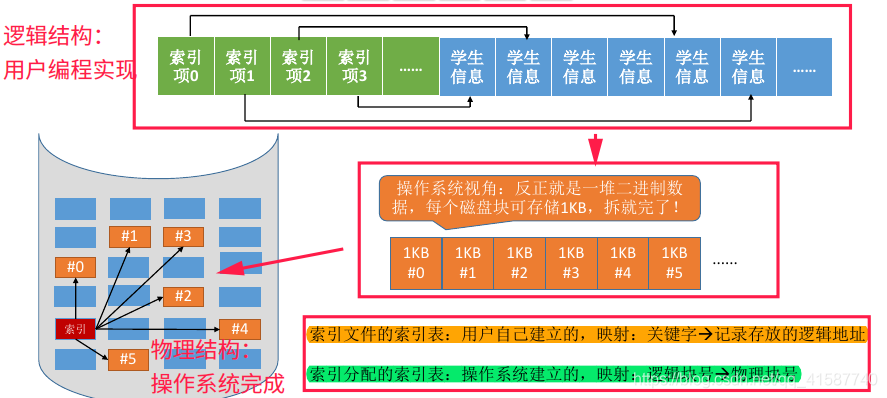 逻辑结构：
用户编程实现
索引项0
索引项1
索引项2
索引项3
……
学生信息
学生信息
学生信息
学生信息
学生信息
学生信息
……
操作系统视角：反正就是一堆二进制数
据，每个磁盘块可存储1KB，拆就完了！
1KB #0
1KB #1
1KB #2
1KB #3
1KB #4
1KB #5
……
#1
#3
#0
#2
索引
#4
#5
物理结构：
操作系统完成
索引文件的索引表：用户自己建立的，映射：关键字→记录存放的逻辑地址
索引分配的索引表：操作系统建立的，映射：逻辑块号→物理块号